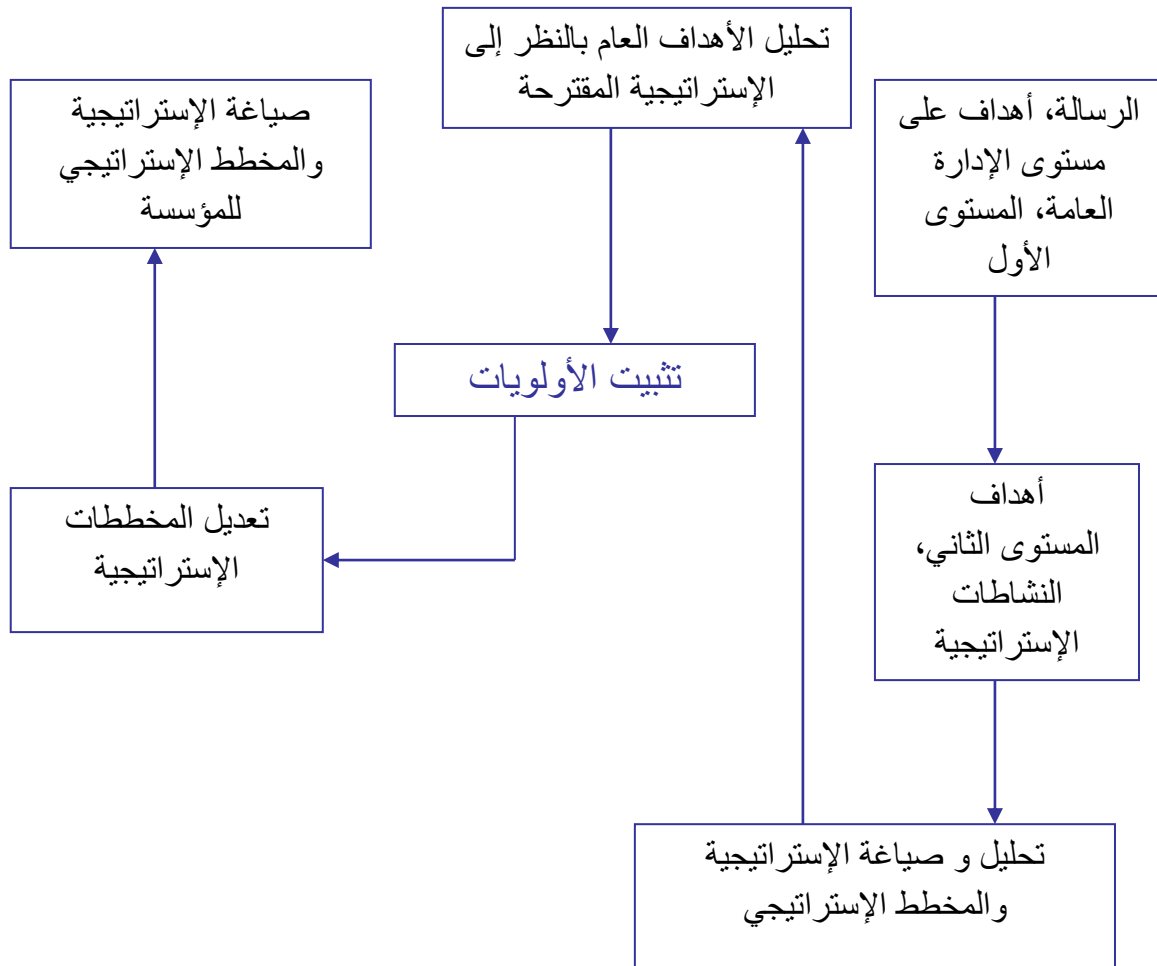 الرسالة، أهداف على
مستوى الإدارة
العامة، المستوى
الأول
أهداف
المستوى الثاني،
النشاطات
الإستراتيجية
تحليل و صياغة الإستراتيجية
والمخطط الإستراتيجي
تحليل الأهداف العام بالنظر إلى
الإستراتيجية المقترحة
تثبيت الأولويات
تعديل المخططات
الإستراتيجية
صياغة الإستراتيجية
والمخطط الإستراتيجي
للمؤسسة